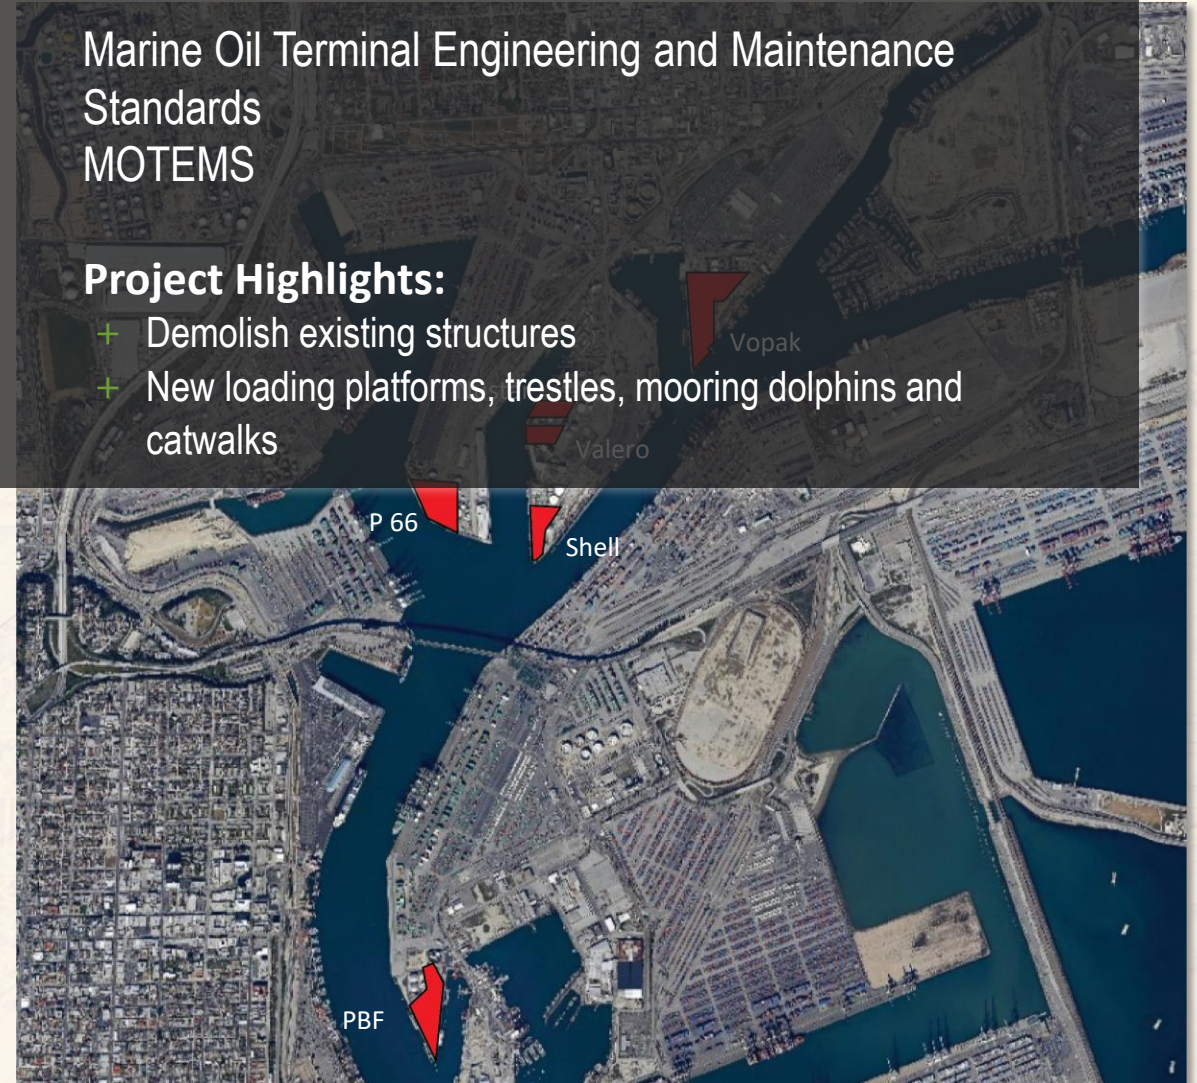 Marine Oil Terminal Engineering and Maintenance
Standards
MOTEMS
Project Highlights:
+ Demolish existing structures
+ New loading platforms, trestles, mooring dolphins and
catwalks
Vopak
Valero
P 66
Shell
PBF